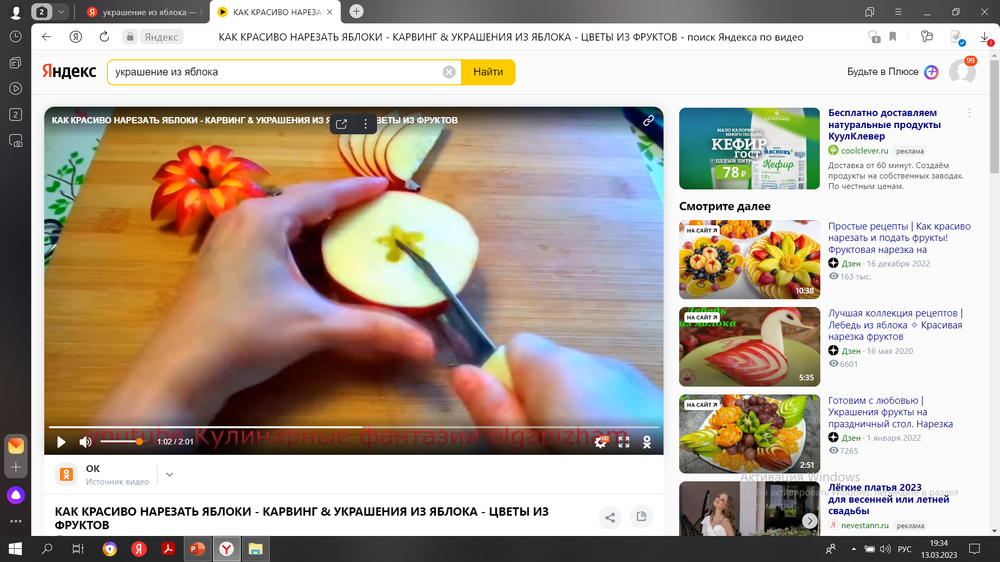 2
украшение из яблока — Я
КАК КРАСИВО НАРЕЗАТ
Яндекс
КАК КРАСИВО НАРЕЗАТЬ ЯБЛОКИ - КАРВИНГ & УКРАШЕНИЯ ИЗ ЯБЛОКА - ЦВЕТЫ ИЗ ФРУКТОВ - поиск Яндекса по видео
1
Яндекс
украшение из яблока
Найти
Будьте в Плюсе
99
2
КАК КРАСИВО НАРЕЗАТЬ ЯБЛОКИ - КАРВИНГ & УКРАШЕНИЯ ИЗ Я ВЕТЫ ИЗ ФРУКТОВ
youtube Кулинарные фантазии olgapizham
1:02 / 2:01
HD
OK
Источник видео
КАК КРАСИВО НАРЕЗАТЬ ЯБЛОКИ - КАРВИНГ & УКРАШЕНИЯ ИЗ ЯБЛОКА - ЦВЕТЫ ИЗ
ФРУКТОВ
КУУЛКЛЕВЕР
МАЛО КАЛОРИЙ –
МНОГО ПОЛЬЗЫ
КЕФИР
ГОСТ
ЦЕЛЫЙ ЛИТР
78 ₽
МЯСНОВЪ
Кефир
1,0%
Бесплатно доставляем
натуральные продукты
КуулКлевер
coolclever.ru реклама
Доставка от 60 минут. Создаём
продукты на собственных заводах.
По честным ценам.
Смотрите далее
НА САЙТ
10:38
Простые рецепты | Как красиво
нарезать и подать фрукты!
Фруктовая нарезка на
Дзен · 16 декабря 2022
163 тыс.
Лебедь
из яблока
НА САЙТ
5:35
Лучшая коллекция рецептов |
Лебедь из яблока ✧ Красивая
нарезка фруктов
Дзен · 16 мая 2020
6601
НА САЙТ
2:51
Готовим с любовью |
Украшения фрукты на
праздничный стол. Нарезка
Дзен · 1 января 2022
7265
Лёгкие платья 2023
для весенней или летней
свадьбы
nevestann.ru реклама
Активация Windows
Чтобы активировать Windows, перейдите в раздел
"Параметры".
РУС
19:34
13.03.2023